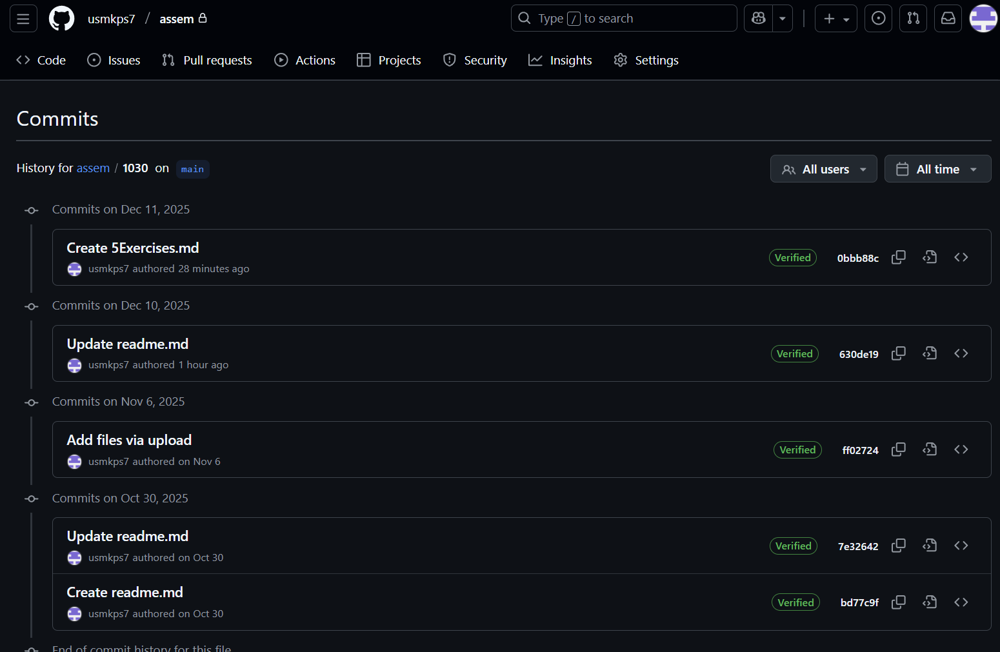 usmkps7 / assem
Type / to search
Code
Issues
Pull requests
Actions
Projects
Security
Insights
Settings
Commits
History for assem / 1030 on main
All users
All time
Commits on Dec 11, 2025
Create 5Exercises.md
usmkps7 authored 28 minutes ago
Verified
0bbb88c
Commits on Dec 10, 2025
Update readme.md
usmkps7 authored 1 hour ago
Verified
630de19
Commits on Nov 6, 2025
Add files via upload
usmkps7 authored on Nov 6
Verified
ff02724
Commits on Oct 30, 2025
Update readme.md
usmkps7 authored on Oct 30
Verified
7e32642
Create readme.md
usmkps7 authored on Oct 30
Verified
bd77c9f
End of commit history for this file